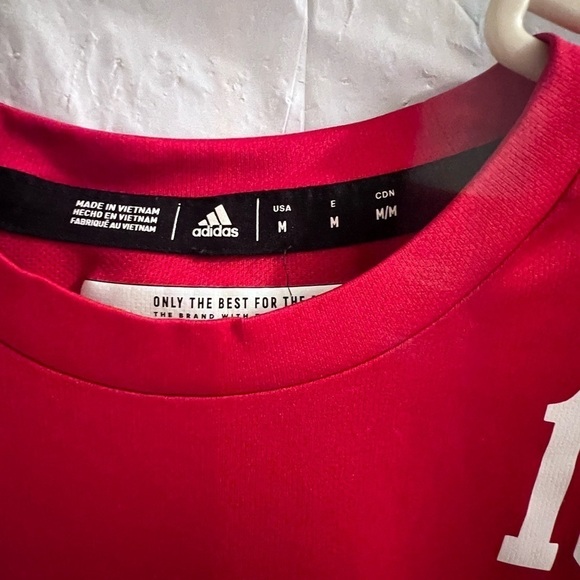 MADE IN VIETNAM
HECHO EN VIETNAM
FABRIQUÉ AU VIETNAM
adidas
USA
M
E
M
CDN
M/M
ONLY THE BEST FOR THE
THE BRAND WITH
1